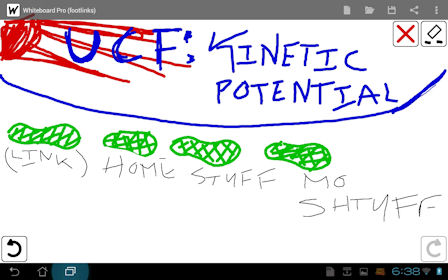 Whiteboard Pro (footlinks)
UCF: KINETIC
POTENTIAL
(LINK) HOME STUFF MO
SHTUFF
6:38